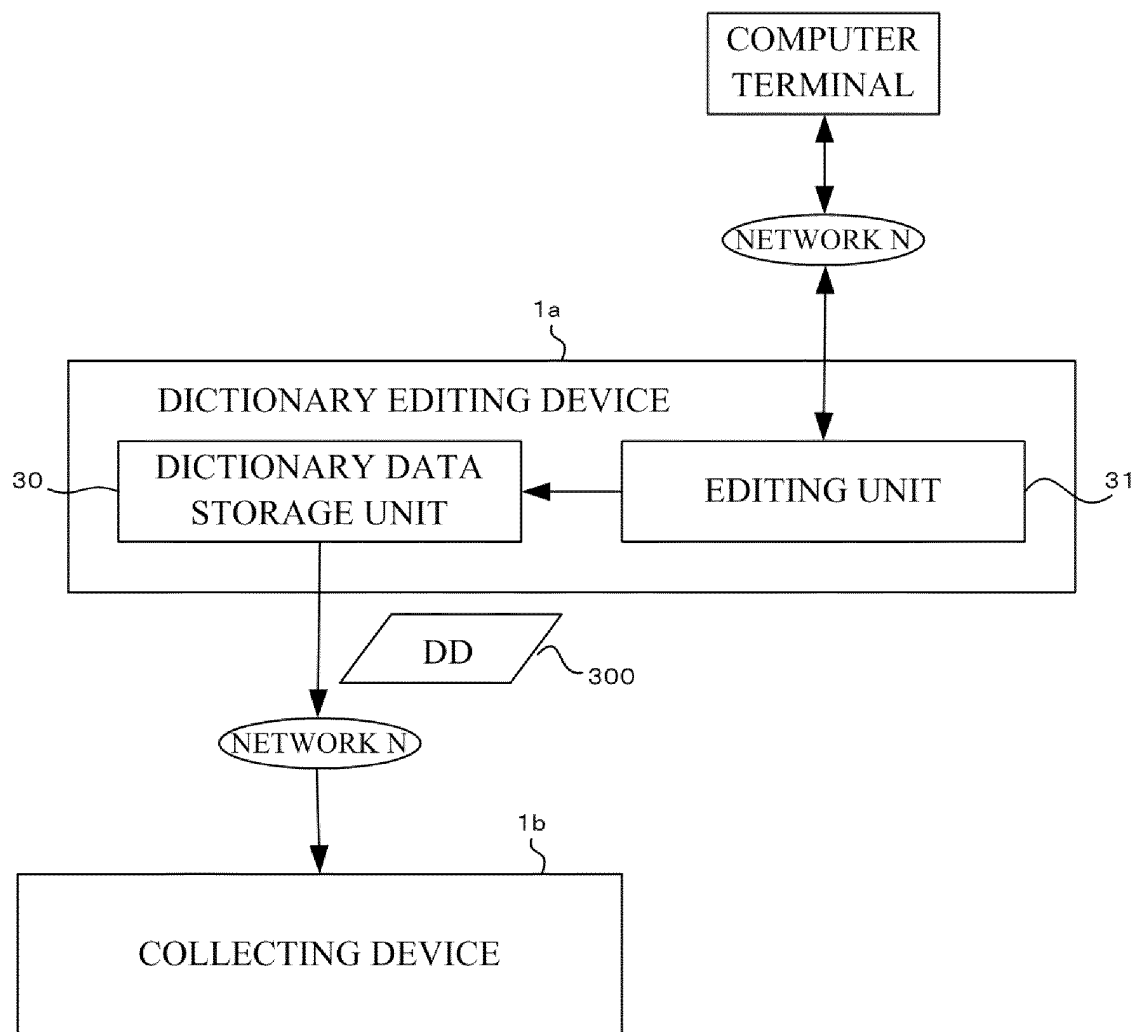 COMPUTER
TERMINAL
NETWORK N
1a
DICTIONARY EDITING DEVICE
30
DICTIONARY DATA
STORAGE UNIT
EDITING UNIT
31
DD
300
NETWORK N
1b
COLLECTING DEVICE